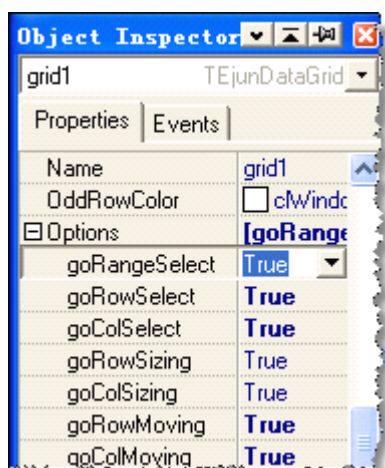 Object Inspector
grid1 TEjunDataGrid
Properties Events
Name grid1
OddRowColor clWindo
Options [goRange
goRangeSelect True
goRowSelect True
goColSelect True
goRowSizing True
goColSizing True
goRowMoving True
goColMoving True